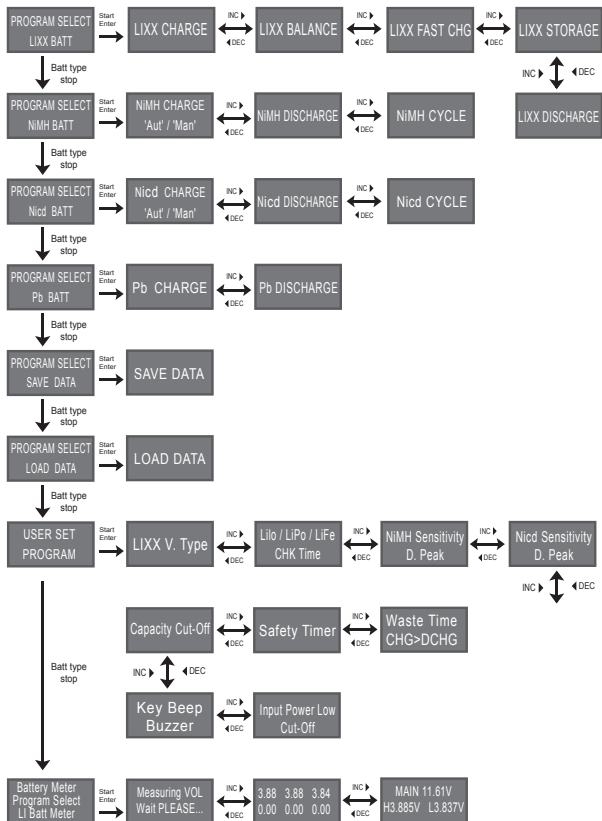 PROGRAM SELECT
LIXX BATT
Start
Enter
LIXX CHARGE
INC
DEC
LIXX BALANCE
INC
DEC
LIXX FAST CHG
INC
DEC
LIXX STORAGE
Batt type
stop
INC
DEC
LIXX DISCHARGE
PROGRAM SELECT
NiMH BATT
Start
Enter
NiMH CHARGE
'Aut' / 'Man'
INC
DEC
NiMH DISCHARGE
INC
DEC
NiMH CYCLE
Batt type
stop
PROGRAM SELECT
Nicd BATT
Start
Enter
Nicd CHARGE
'Aut' / 'Man'
INC
DEC
Nicd DISCHARGE
INC
DEC
Nicd CYCLE
Batt type
stop
PROGRAM SELECT
Pb BATT
Start
Enter
Pb CHARGE
INC
DEC
Pb DISCHARGE
Batt type
stop
PROGRAM SELECT
SAVE DATA
Start
Enter
SAVE DATA
Batt type
stop
PROGRAM SELECT
LOAD DATA
Start
Enter
LOAD DATA
Batt type
stop
USER SET
PROGRAM
Start
Enter
LIXX V. Type
INC
DEC
LiIo / LiPo / LiFe
CHK Time
INC
DEC
NiMH Sensitivity
D. Peak
INC
DEC
Nicd Sensitivity
D. Peak
INC
DEC
Capacity Cut-Off
INC
DEC
Safety Timer
INC
DEC
Waste Time
CHG>DCHG
INC
DEC
Batt type
stop
Key Beep
Buzzer
INC
DEC
Input Power Low
Cut-Off
Battery Meter
Program Select
LI Batt Meter
Start
Enter
Measuring VOL
Wait PLEASE...
INC
DEC
3.88 3.88 3.84
0.00 0.00 0.00
INC
DEC
MAIN 11.61V
H3.885V L3.837V